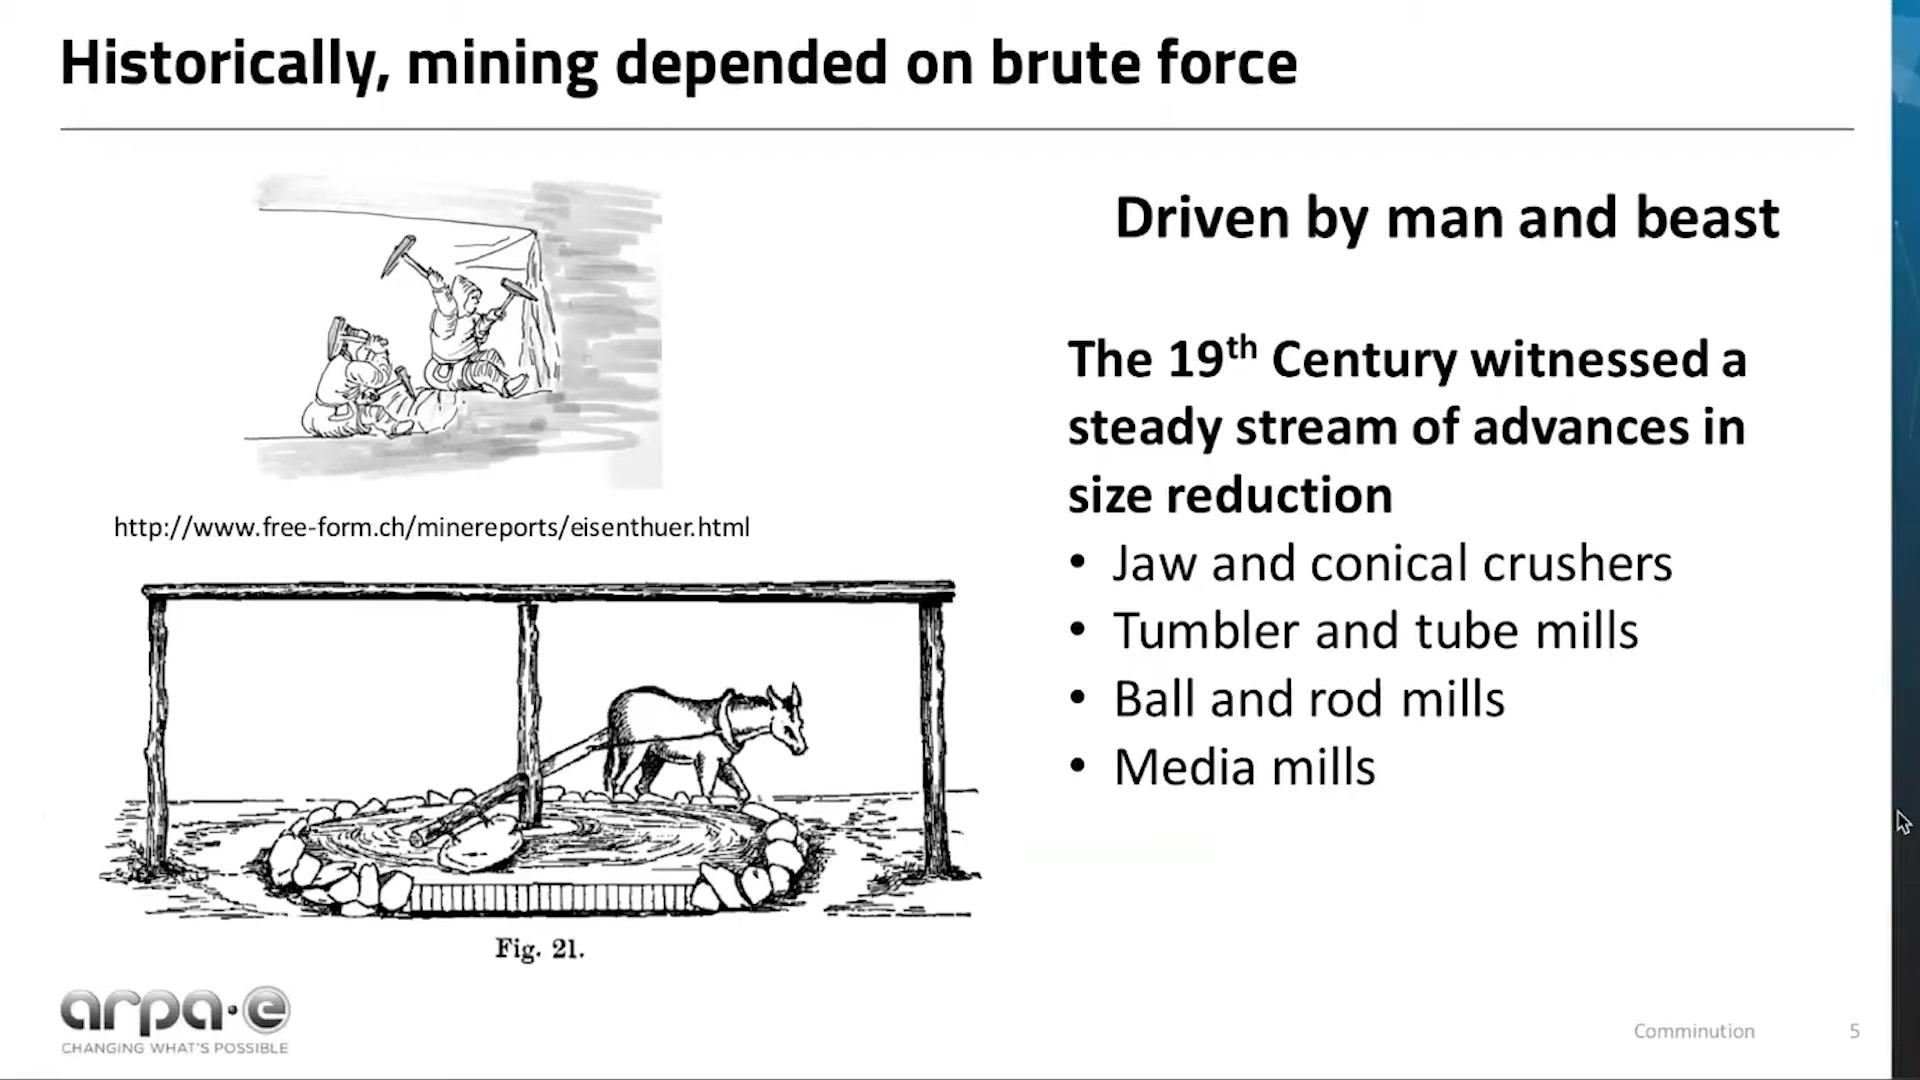 Historically, mining depended on brute force
Driven by man and beast
http://www.free-form.ch/minereports/eisenthuer.html
The 19th Century witnessed a
steady stream of advances in
size reduction
• Jaw and conical crushers
• Tumbler and tube mills
• Ball and rod mills
• Media mills
Fig. 21.
arpa·e
CHANGING WHAT'S POSSIBLE
Comminution
5